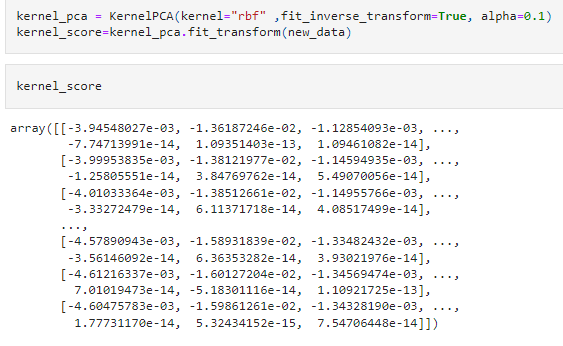 kernel_pca = KernelPCA(kernel="rbf" ,fit_inverse_transform=True, alpha=0.1)
kernel_score=kernel_pca.fit_transform(new_data)
kernel_score
array([[-3.94548027e-03, -1.36187246e-02, -1.12854093e-03, ...,
-7.74713991e-14, 1.09351403e-13, 1.09461082e-14],
[-3.99953835e-03, -1.38121977e-02, -1.14594935e-03, ...,
-1.25805551e-14, 3.84769762e-14, 5.49070056e-14],
[-4.01033364e-03, -1.38512661e-02, -1.14955766e-03, ...,
-3.33272479e-14, 6.11371718e-14, 4.08517499e-14],
...,
[-4.57890943e-03, -1.58931839e-02, -1.33482432e-03, ...,
-3.56146092e-14, 6.36353282e-14, 3.93021976e-14],
[-4.61216337e-03, -1.60127204e-02, -1.34569474e-03, ...,
7.01019473e-14, -5.18301116e-14, 1.10921725e-13],
[-4.60475783e-03, -1.59861261e-02, -1.34328190e-03, ...,
1.77731170e-14, 5.32434152e-15, 7.54706448e-14]])